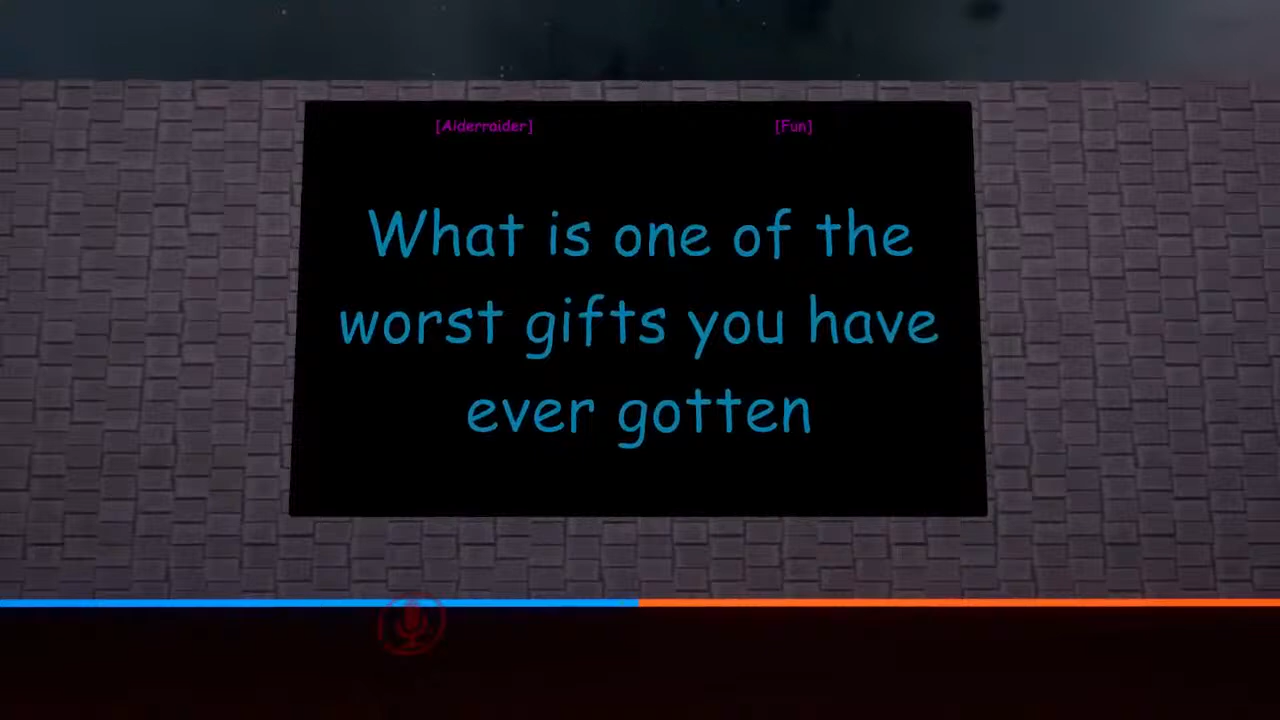 [Alderraider] [Fun]
What is one of the
worst gifts you have
ever gotten